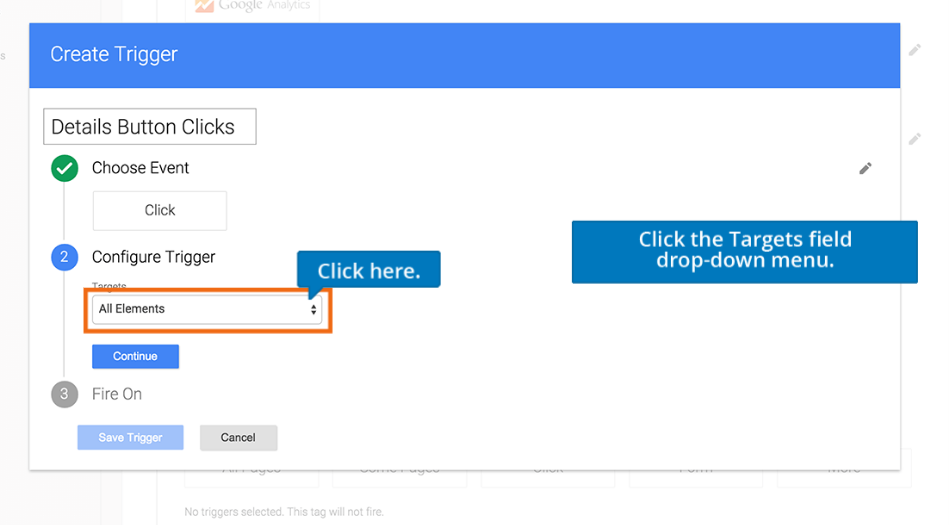 Google Analytics
s
Create Trigger
Details Button Clicks
Choose Event
Click
2
Configure Trigger
Click here.
Click the Targets field
drop-down menu.
Targets
All Elements
Continue
3
Fire On
Save Trigger
Cancel
All Pages
Some Pages
Click
Form
More
No triggers selected. This tag will not fire.